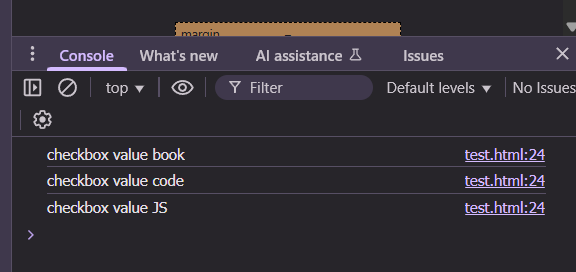 margin
Console What's new AI assistance Issues
top Filter Default levels No Issues
checkbox value book test.html:24
checkbox value code test.html:24
checkbox value JS test.html:24